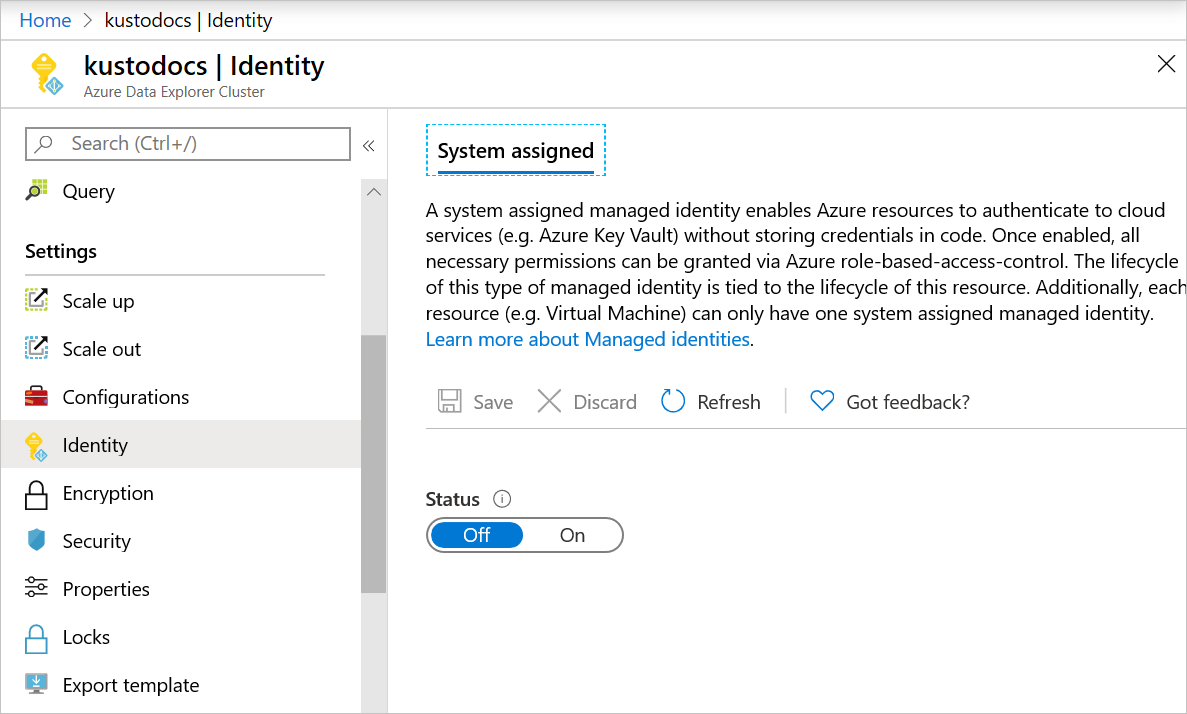 Home > kustodocs | Identity
kustodocs | Identity
Azure Data Explorer Cluster
Search (Ctrl+/)
«
Query
Settings
Scale up
Scale out
Configurations
Identity
Encryption
Security
Properties
Locks
Export template
System assigned
A system assigned managed identity enables Azure resources to authenticate to cloud
services (e.g. Azure Key Vault) without storing credentials in code. Once enabled, all
necessary permissions can be granted via Azure role-based-access-control. The lifecycle
of this type of managed identity is tied to the lifecycle of this resource. Additionally, each
resource (e.g. Virtual Machine) can only have one system assigned managed identity.
Learn more about Managed identities.
Save Discard Refresh Got feedback?
Status
Off On